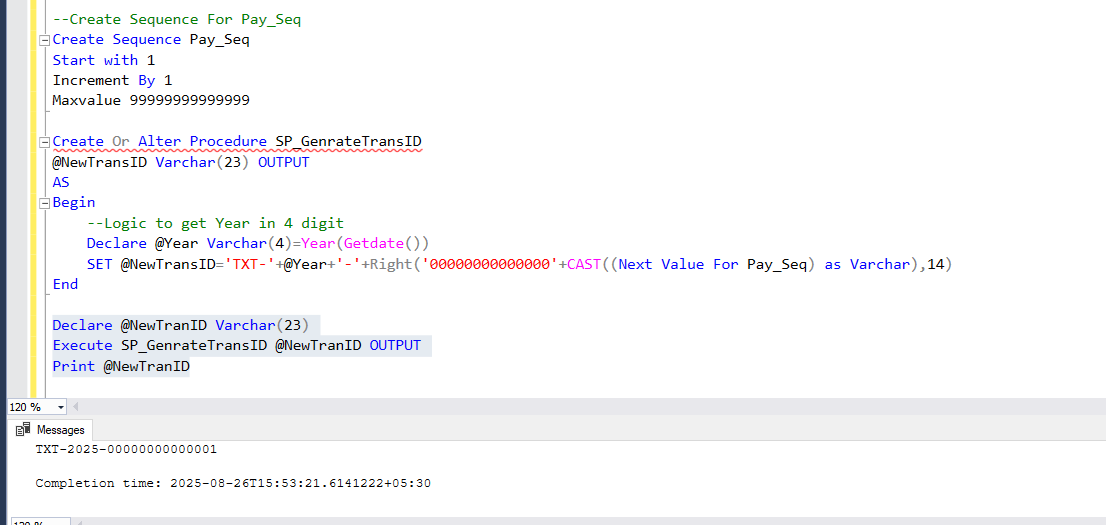 --Create Sequence For Pay_Seq
Create Sequence Pay_Seq
Start with 1
Increment By 1
Maxvalue 99999999999999
Create Or Alter Procedure SP_GenrateTransID
@NewTransID Varchar(23) OUTPUT
AS
Begin
--Logic to get Year in 4 digit
Declare @Year Varchar(4)=Year(Getdate())
SET @NewTransID='TXT-'+@Year+'-'+Right('00000000000000'+CAST((Next Value For Pay_Seq) as Varchar),14)
End
Declare @NewTranID Varchar(23)
Execute SP_GenrateTransID @NewTranID OUTPUT
Print @NewTranID
120 %
Messages
TXT-2025-00000000000001
Completion time: 2025-08-26T15:53:21.6141222+05:30
120 %